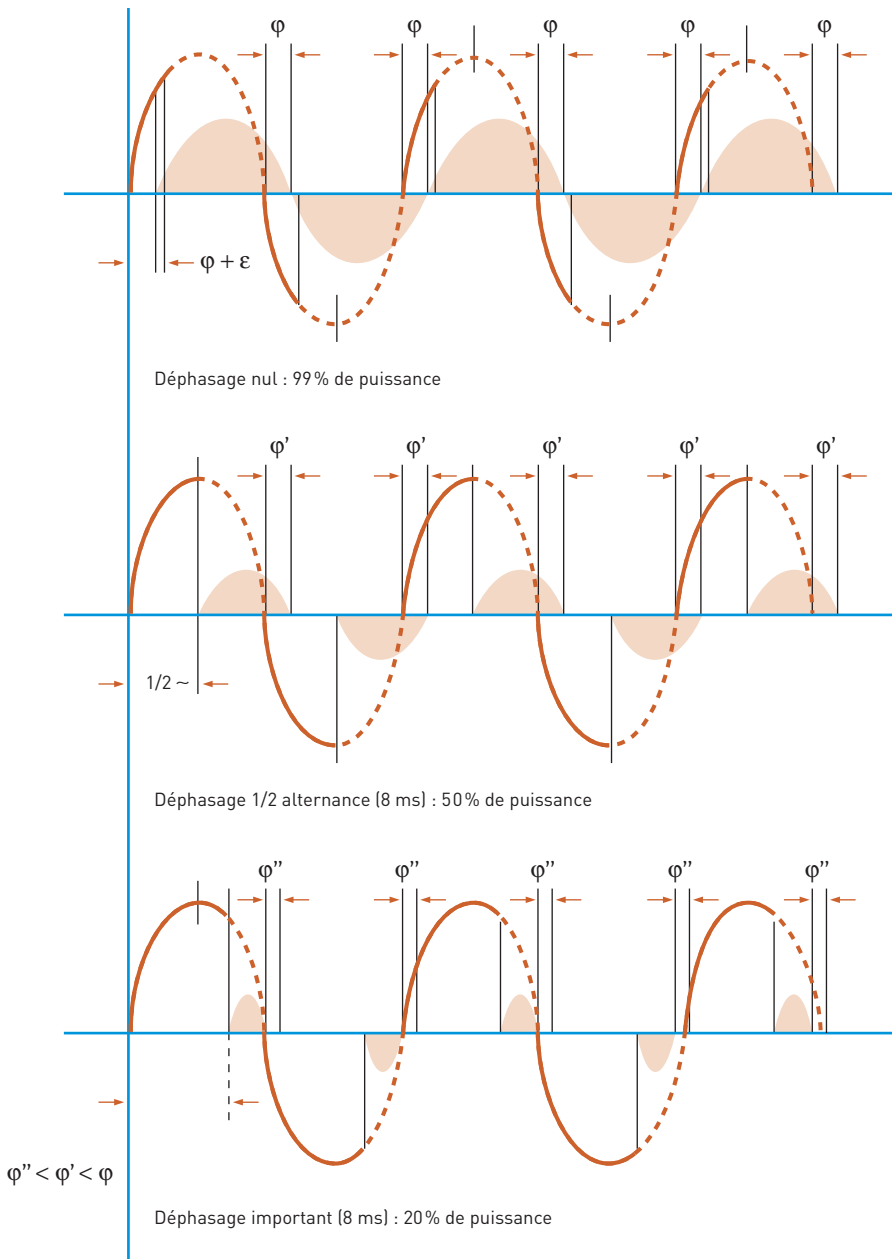 φ φ φ φ φ
φ + ε
Déphasage nul : 99 % de puissance
φ’ φ’ φ’ φ’ φ’
1/2 ~
Déphasage 1/2 alternance (8 ms) : 50 % de puissance
φ’’ φ’’ φ’’ φ’’ φ’’
φ’’ < φ’ < φ
Déphasage important (8 ms) : 20 % de puissance